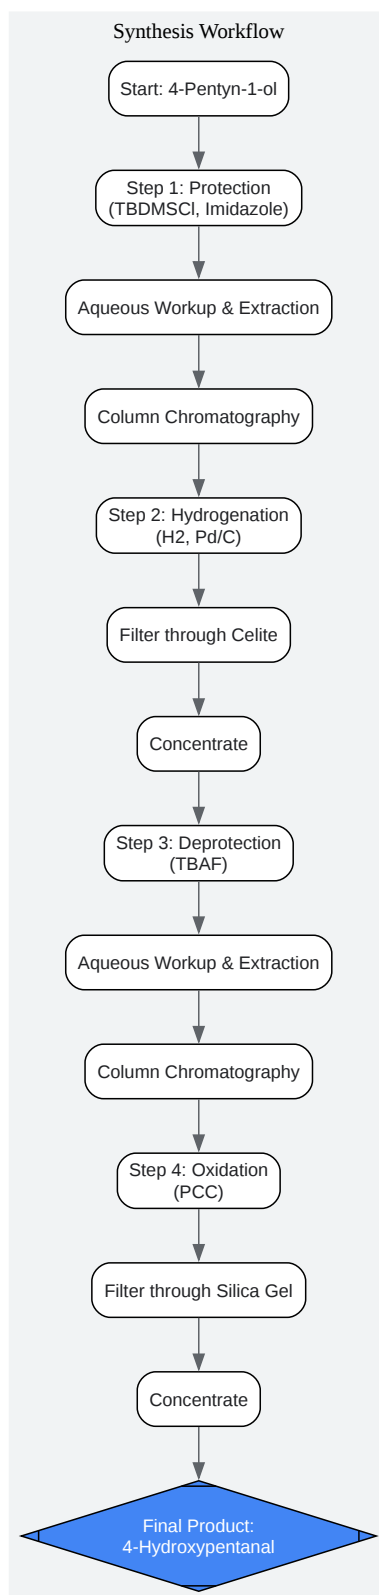 Synthesis Workflow
Start: 4-Pentyn-1-ol
Step 1: Protection
(TBDMSCl, Imidazole)
Aqueous Workup & Extraction
Column Chromatography
Step 2: Hydrogenation
(H2, Pd/C)
Filter through Celite
Concentrate
Step 3: Deprotection
(TBAF)
Aqueous Workup & Extraction
Column Chromatography
Step 4: Oxidation
(PCC)
Filter through Silica Gel
Concentrate
Final Product:
4-Hydroxypentanal